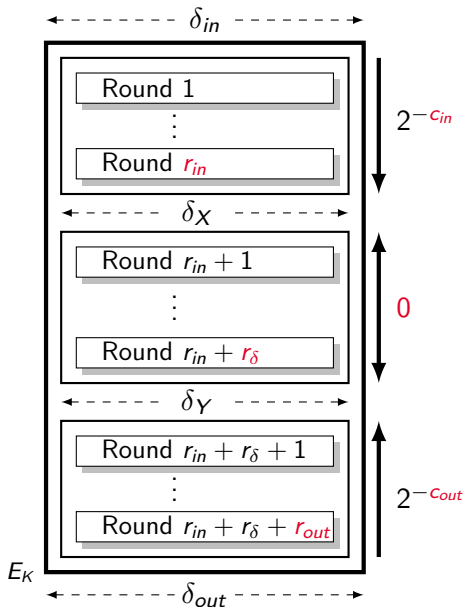 δ_in
Round 1
⋮
Round r_in
2^{−c_in}
δ_X
Round r_in + 1
⋮
Round r_in + r_δ
0
δ_Y
Round r_in + r_δ + 1
⋮
Round r_in + r_δ + r_out
2^{−c_out}
E_K
δ_out